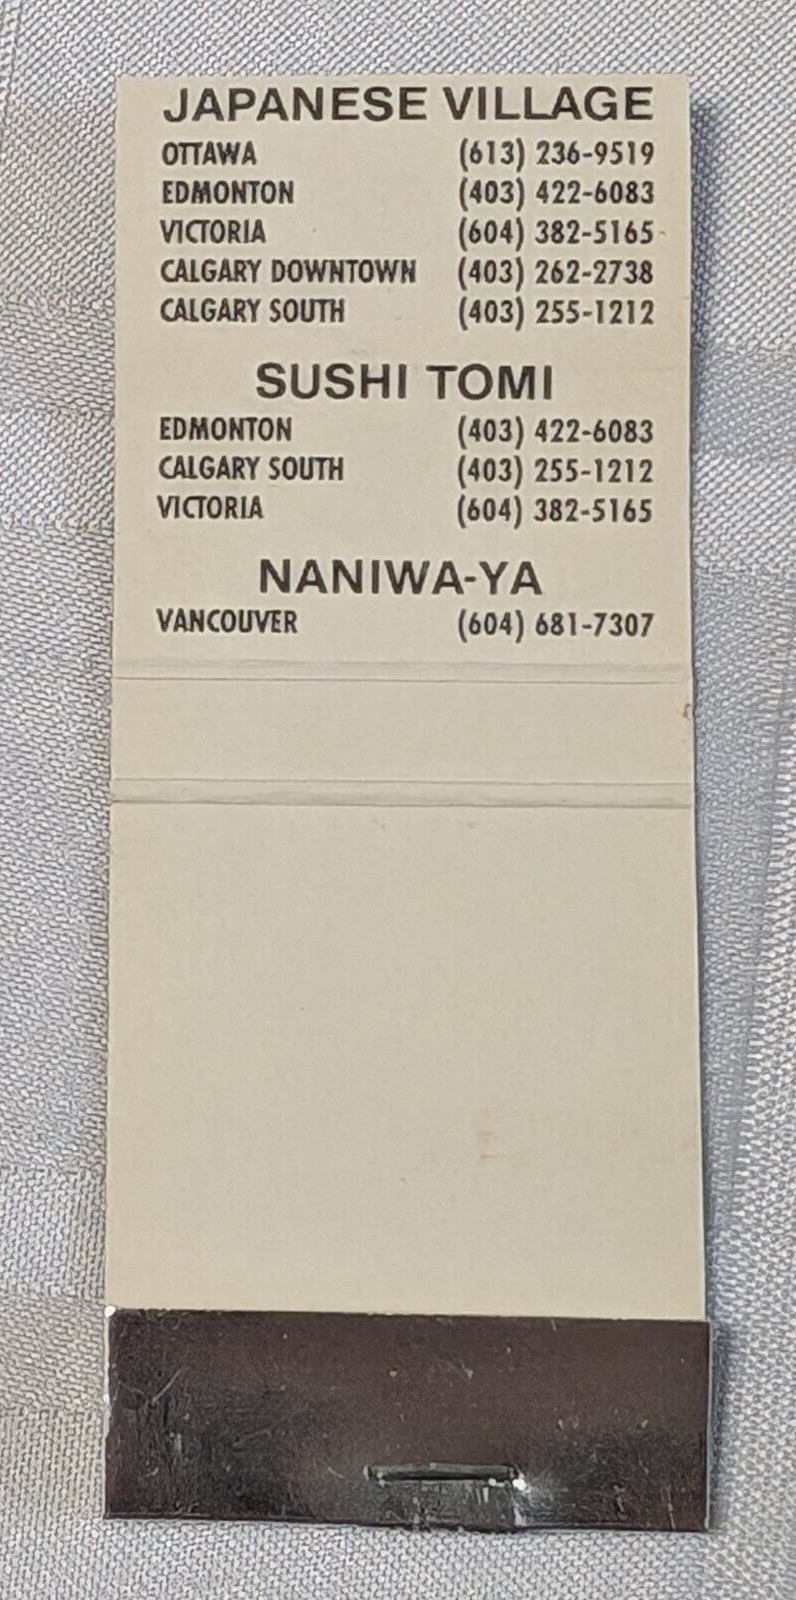 JAPANESE VILLAGE
OTTAWA (613) 236-9519
EDMONTON (403) 422-6083
VICTORIA (604) 382-5165
CALGARY DOWNTOWN (403) 262-2738
CALGARY SOUTH (403) 255-1212
SUSHI TOMI
EDMONTON (403) 422-6083
CALGARY SOUTH (403) 255-1212
VICTORIA (604) 382-5165
NANIWA-YA
VANCOUVER (604) 681-7307